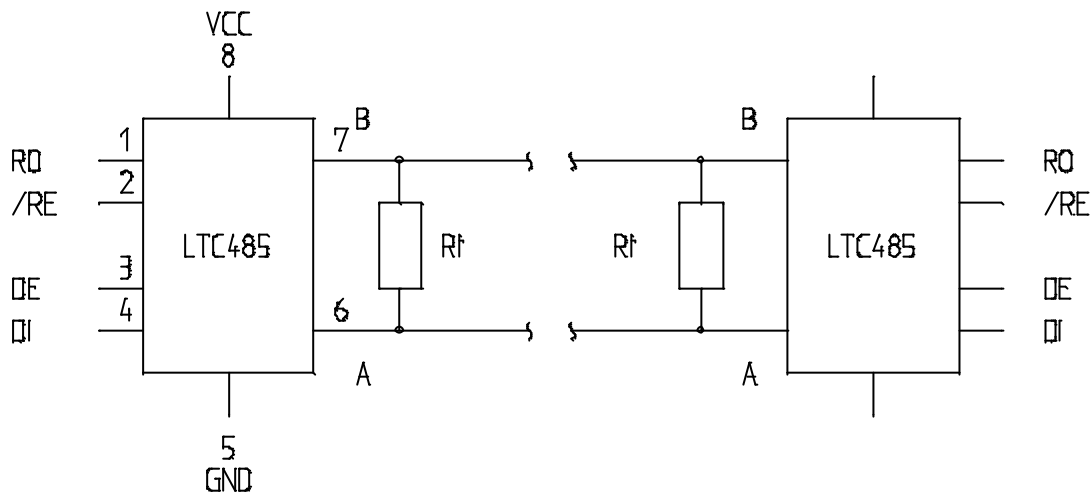 VCC
8
B
B
1
7
RO
RO
2
/RE
/RE
LTC485
Rt
Rt
LTC485
3
DE
DE
4
6
DI
DI
A
A
5
GND